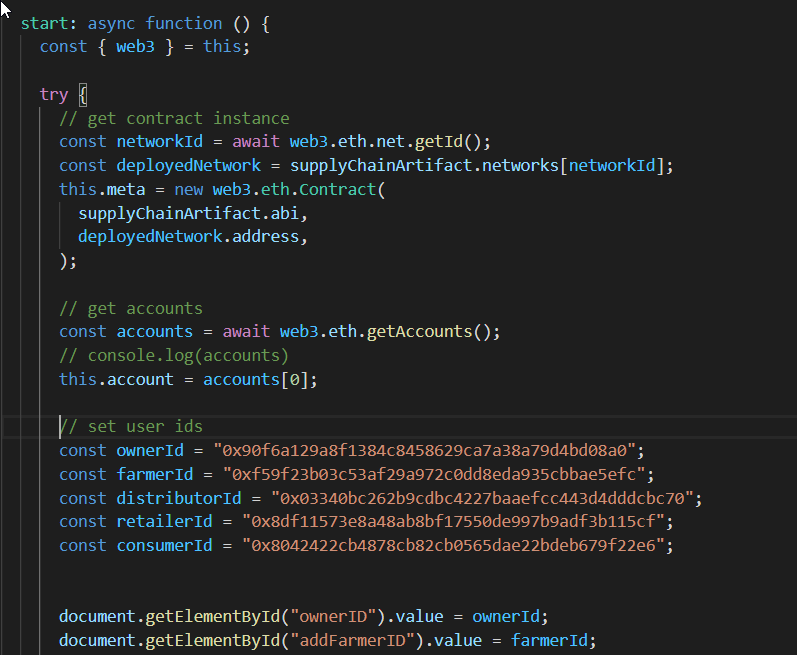 start: async function () {
const { web3 } = this;
try {
// get contract instance
const networkId = await web3.eth.net.getId();
const deployedNetwork = supplyChainArtifact.networks[networkId];
this.meta = new web3.eth.Contract(
supplyChainArtifact.abi,
deployedNetwork.address,
);
// get accounts
const accounts = await web3.eth.getAccounts();
// console.log(accounts)
this.account = accounts[0];
// set user ids
const ownerId = "0x90f6a129a8f1384c8458629ca7a38a79d4bd08a0";
const farmerId = "0xf59f23b03c53af29a972c0dd8eda935cbbae5efc";
const distributorId = "0x03340bc262b9cdbc4227baaefcc443d4dddcbc70";
const retailerId = "0x8df11573e8a48ab8bf17550de997b9adf3b115cf";
const consumerId = "0x8042422cb4878cb82cb0565dae22bdeb679f22e6";
document.getElementById("ownerID").value = ownerId;
document.getElementById("addFarmerID").value = farmerId;